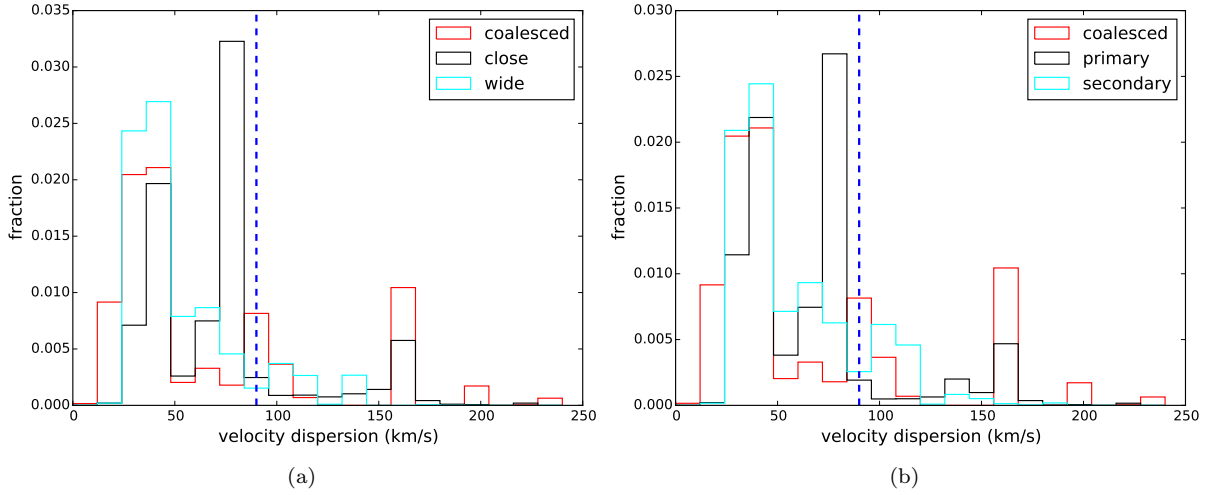 0.035
0.030
0.025
0.020
0.015
0.010
0.005
0.000
fraction
0 50 100 150 200 250
velocity dispersion (km/s)
coalesced
close
wide
(a)
0.030
0.025
0.020
0.015
0.010
0.005
0.000
fraction
0 50 100 150 200 250
velocity dispersion (km/s)
coalesced
primary
secondary
(b)